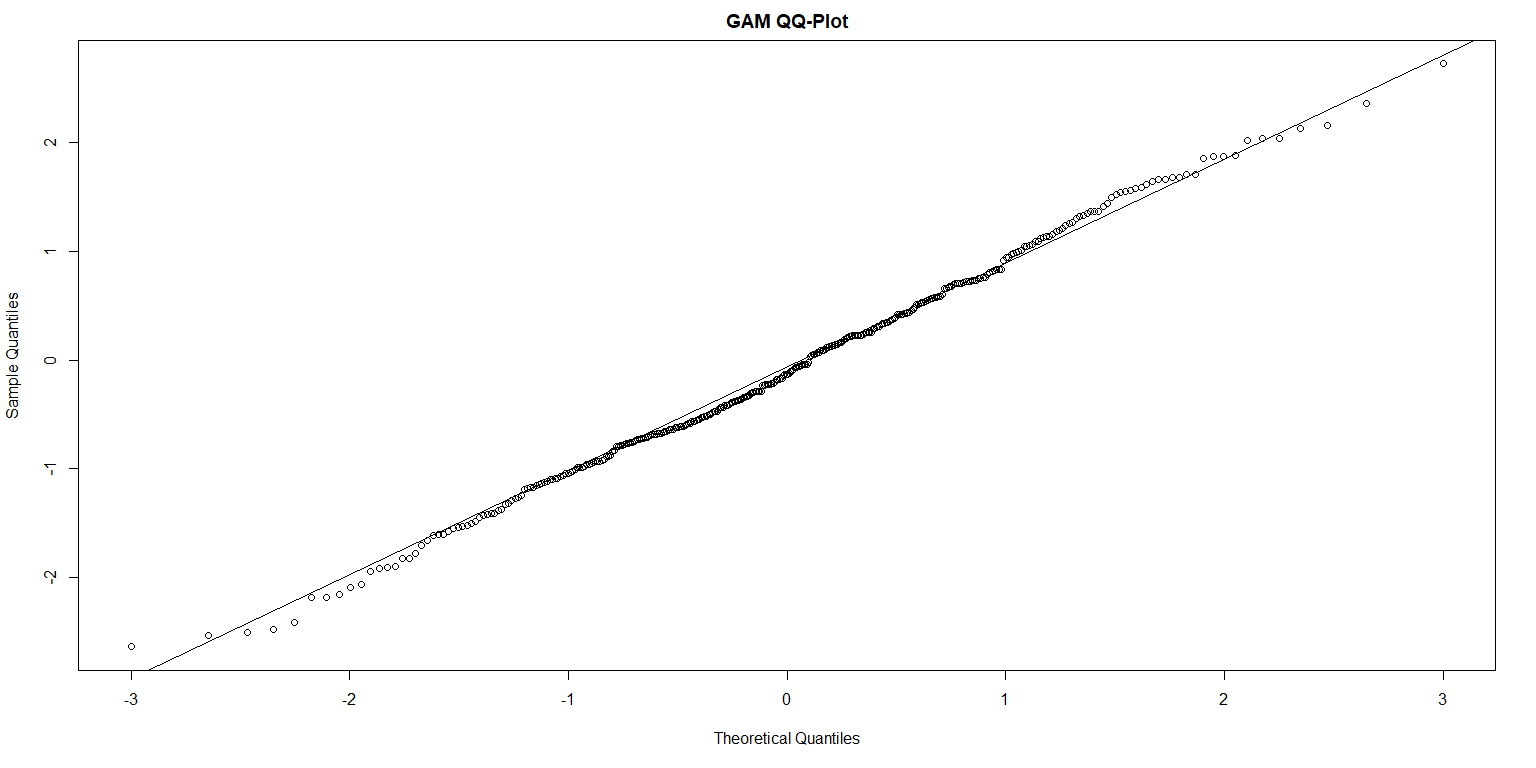 GAM QQ-Plot
Sample Quantiles
2
1
0
-1
-2
-3 -2 -1 0 1 2 3
Theoretical Quantiles